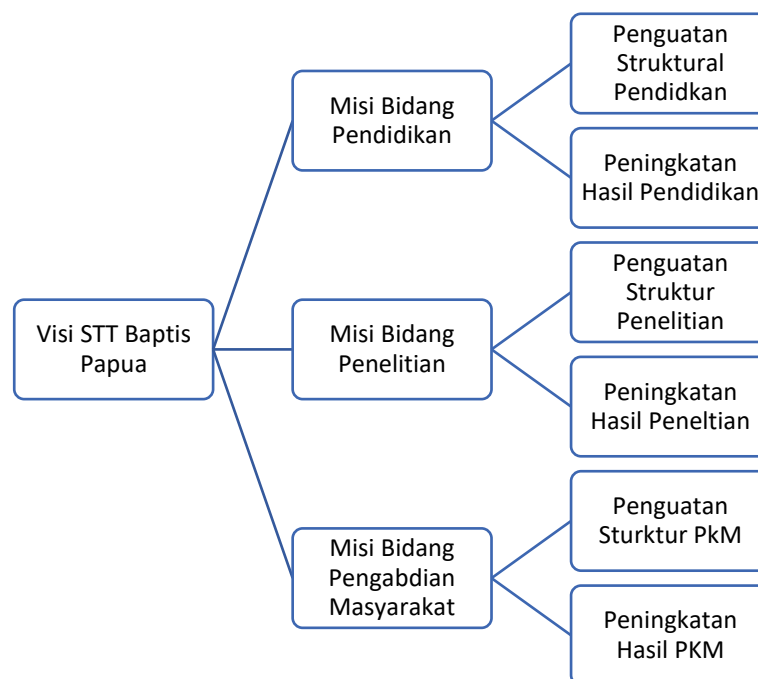 Visi STT Baptis
Papua
Misi Bidang
Pendidikan
Penguatan
Struktural
Pendidkan
Peningkatan
Hasil Pendidikan
Misi Bidang
Penelitian
Penguatan
Struktur
Penelitian
Peningkatan
Hasil Peneltian
Misi Bidang
Pengabdian
Masyarakat
Penguatan
Sturktur PkM
Peningkatan
Hasil PKM